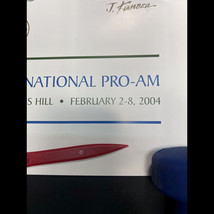 NATIONAL PRO-AM
S HILL • FEBRUARY 2-8, 2004